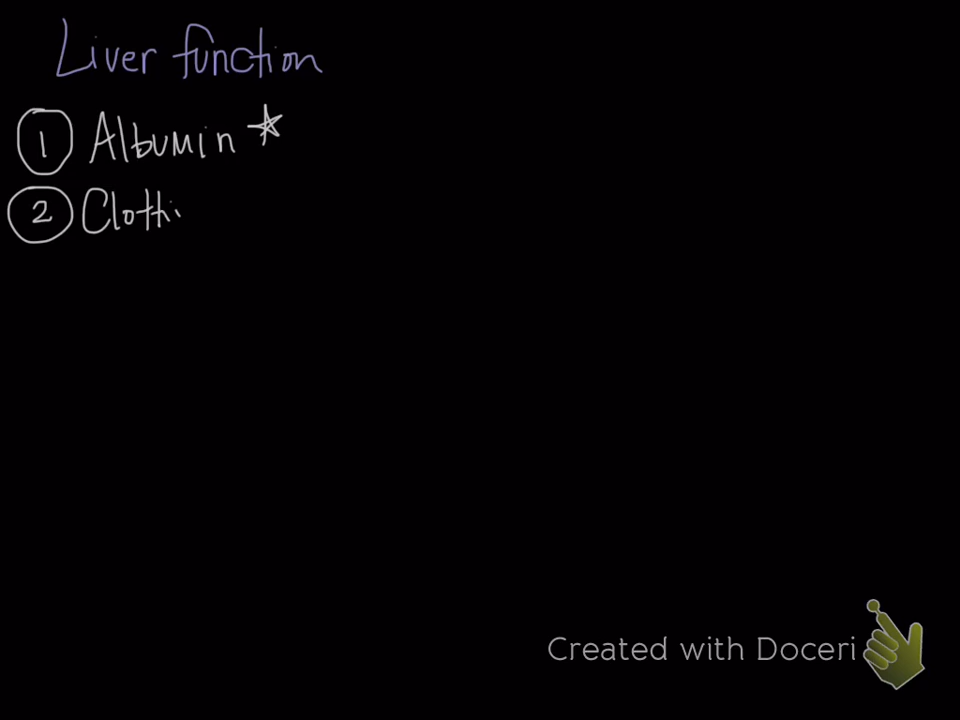 Liver function
1 Albumin ☆
2 Clotti
Created with Doceri